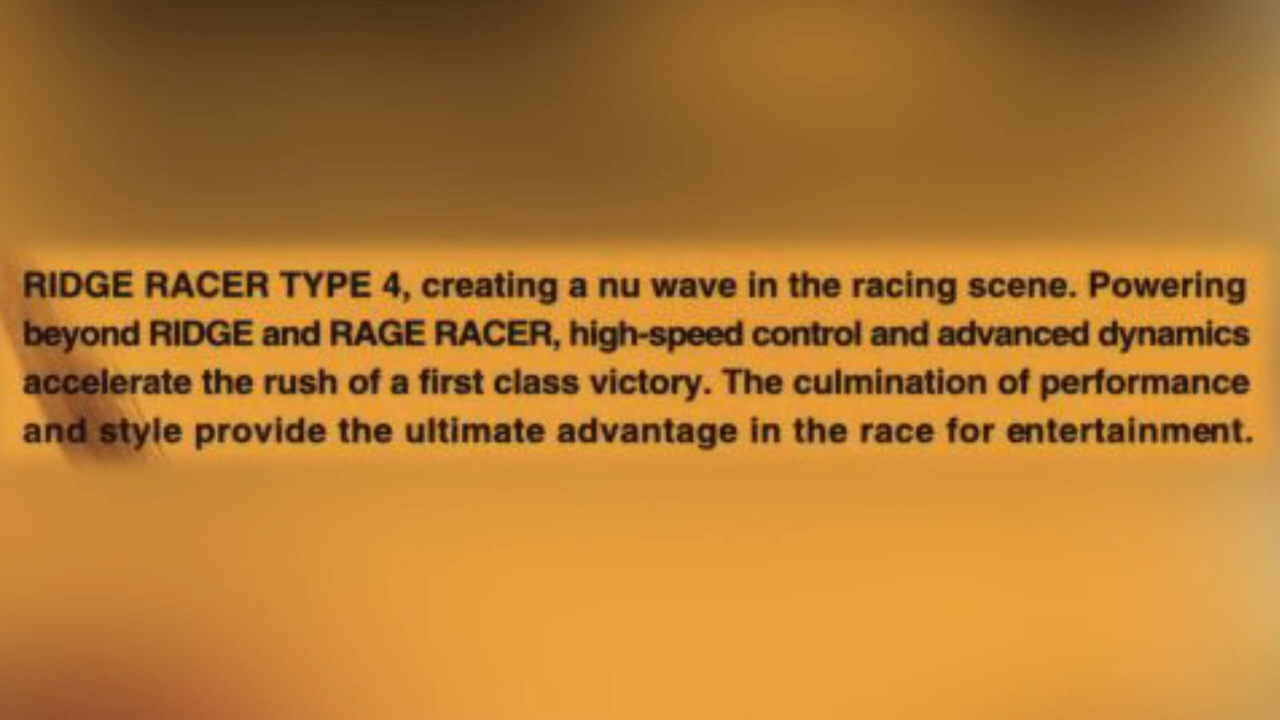 RIDGE RACER TYPE 4, creating a nu wave in the racing scene. Powering
beyond RIDGE and RAGE RACER, high-speed control and advanced dynamics
accelerate the rush of a first class victory. The culmination of performance
and style provide the ultimate advantage in the race for entertainment.